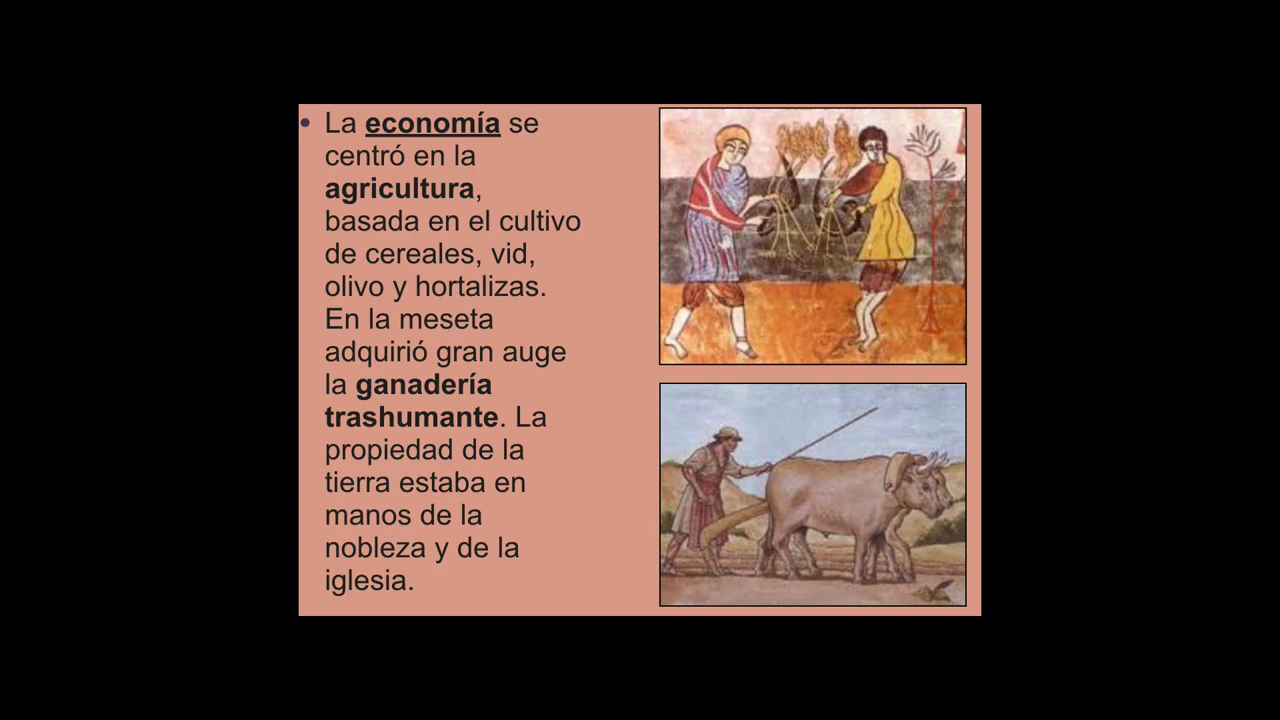 • La economía se
centró en la
agricultura,
basada en el cultivo
de cereales, vid,
olivo y hortalizas.
En la meseta
adquirió gran auge
la ganadería
trashumante. La
propiedad de la
tierra estaba en
manos de la
nobleza y de la
iglesia.